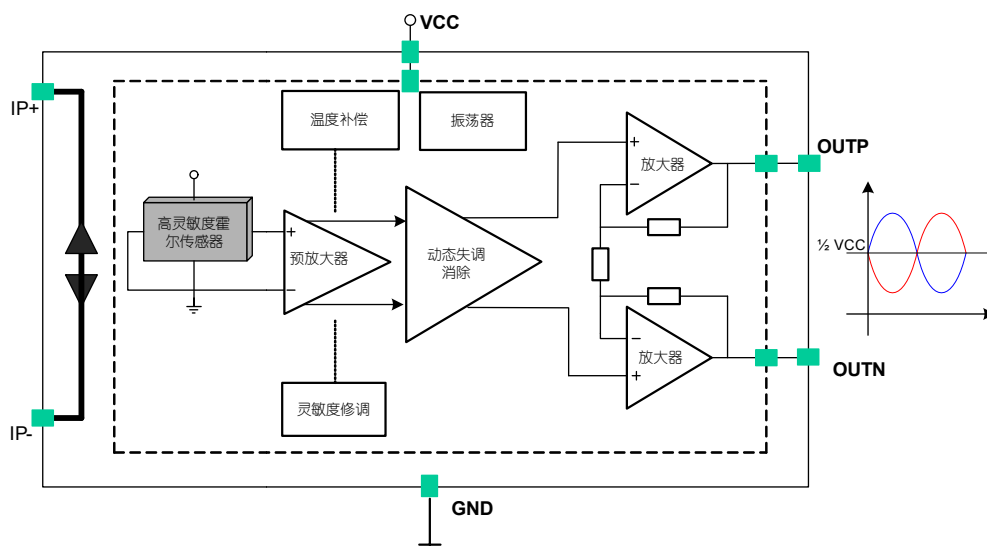 VCC
IP+
温度补偿
振荡器
放大器
OUTP
高灵敏度霍
尔传感器
预放大器
动态失调
消除
½ VCC
放大器
OUTN
灵敏度修调
IP-
GND
+
−
+
−
+
−